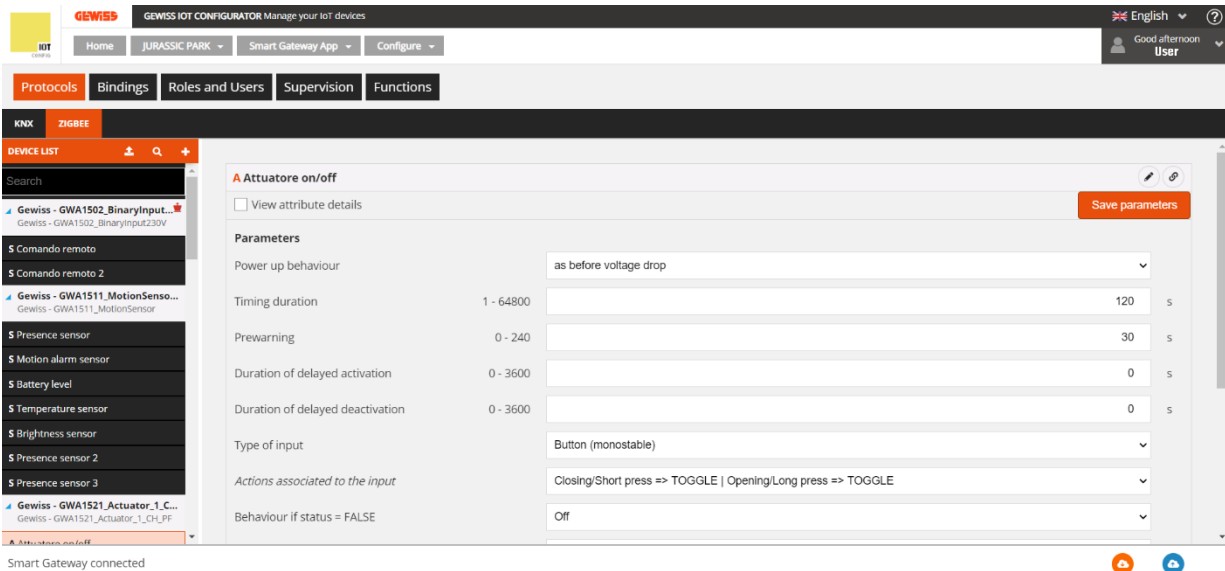 GEWISS
GEWISS IOT CONFIGURATOR Manage your IoT devices
English
?
IOT
CONFIG
Home
JURASSIC PARK
Smart Gateway App
Configure
Good afternoon
User
Protocols
Bindings
Roles and Users
Supervision
Functions
KNX
ZIGBEE
DEVICE LIST
Search
Gewiss - GWA1502_BinaryInput...
Gewiss - GWA1502_BinaryInput230V
S Comando remoto
S Comando remoto 2
Gewiss - GWA1511_MotionSenso...
Gewiss - GWA1511_MotionSensor
S Presence sensor
S Motion alarm sensor
S Battery level
S Temperature sensor
S Brightness sensor
S Presence sensor 2
S Presence sensor 3
Gewiss - GWA1521_Actuator_1_C...
Gewiss - GWA1521_Actuator_1_CH_PF
A Attuatore on/off
A Attuatore on/off
View attribute details
Save parameters
Parameters
Power up behaviour as before voltage drop
Timing duration 1 - 64800 120 s
Prewarning 0 - 240 30 s
Duration of delayed activation 0 - 3600 0 s
Duration of delayed deactivation 0 - 3600 0 s
Type of input Button (monostable)
Actions associated to the input Closing/Short press => TOGGLE | Opening/Long press => TOGGLE
Behaviour if status = FALSE Off
Smart Gateway connected